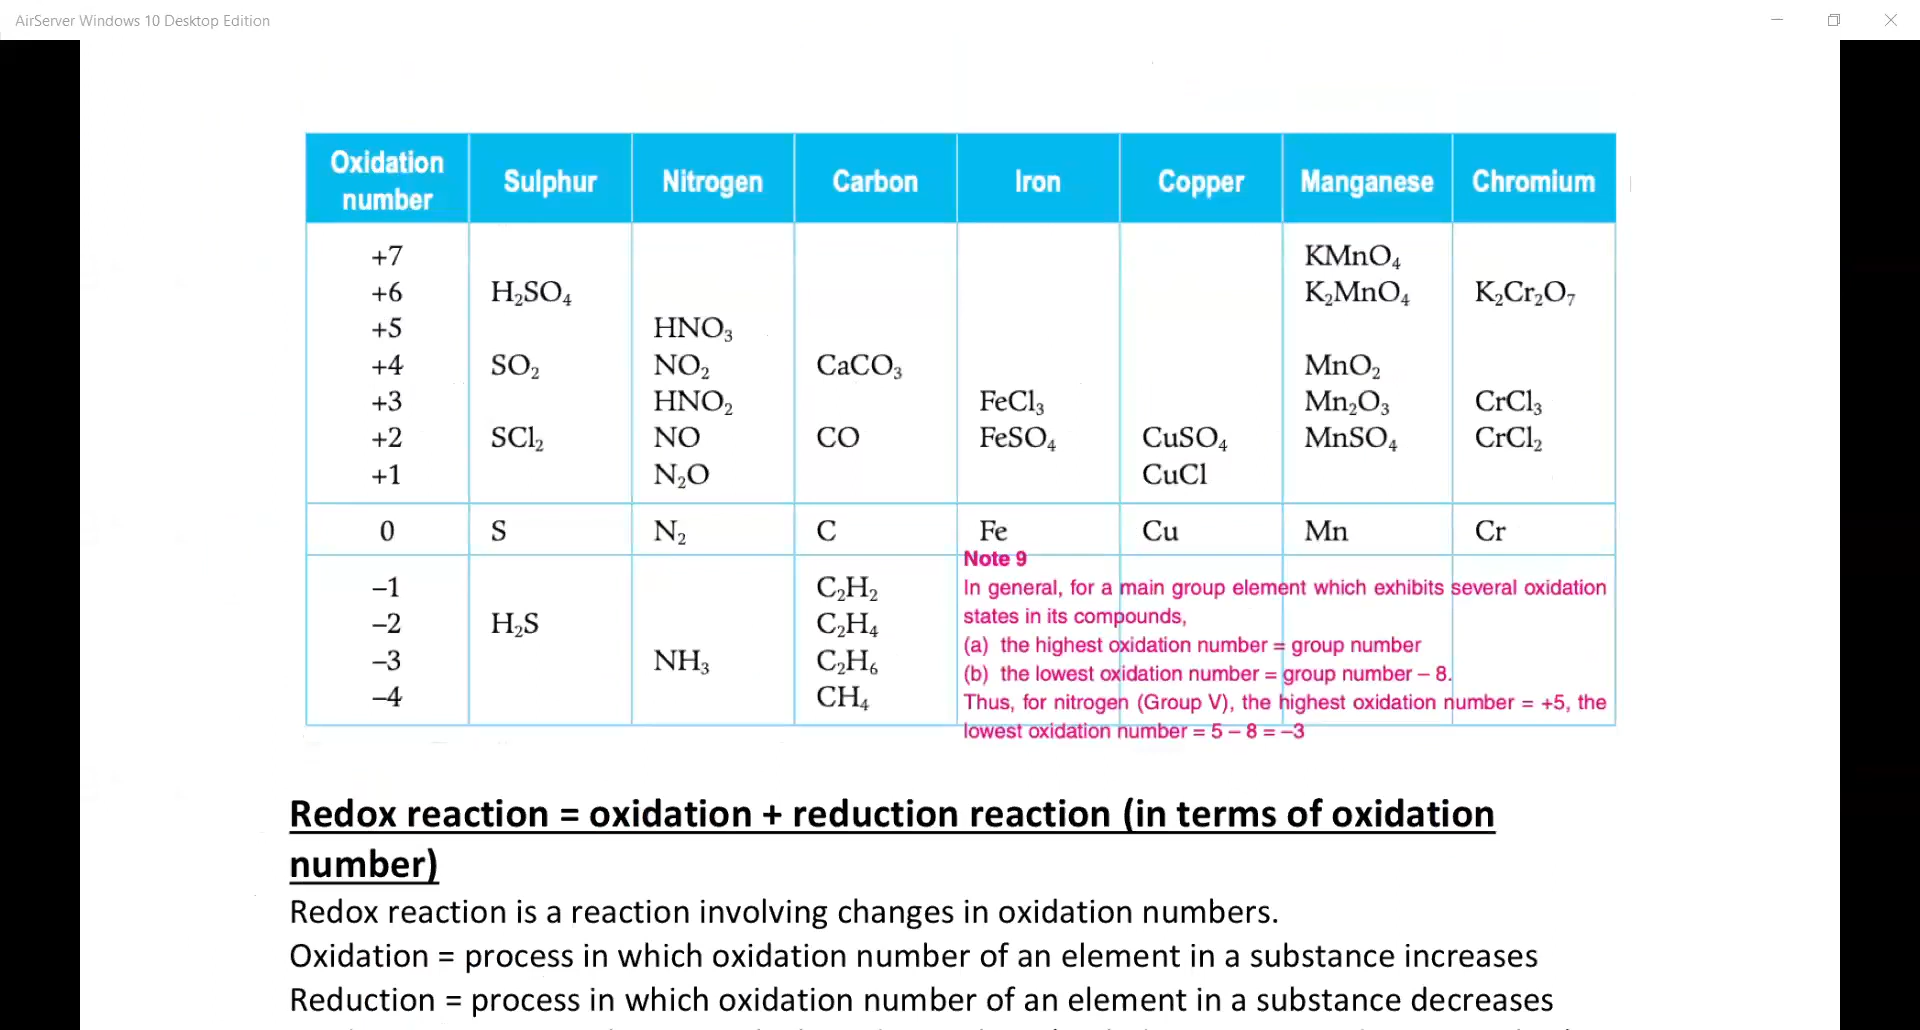 AirServer Windows 10 Desktop Edition
Oxidation number Sulphur Nitrogen Carbon Iron Copper Manganese Chromium
+7 KMnO₄
+6 H₂SO₄ K₂MnO₄ K₂Cr₂O₇
+5 HNO₃
+4 SO₂ NO₂ CaCO₃ MnO₂
+3 HNO₂ FeCl₃ Mn₂O₃ CrCl₃
+2 SCl₂ NO CO FeSO₄ CuSO₄ MnSO₄ CrCl₂
+1 N₂O CuCl
0 S N₂ C Fe Cu Mn Cr
–1 C₂H₂
–2 H₂S C₂H₄
–3 NH₃ C₂H₆
–4 CH₄
Note 9
In general, for a main group element which exhibits several oxidation
states in its compounds,
(a) the highest oxidation number = group number
(b) the lowest oxidation number = group number – 8.
Thus, for nitrogen (Group V), the highest oxidation number = +5, the
lowest oxidation number = 5 – 8 = –3
Redox reaction = oxidation + reduction reaction (in terms of oxidation
number)
Redox reaction is a reaction involving changes in oxidation numbers.
Oxidation = process in which oxidation number of an element in a substance increases
Reduction = process in which oxidation number of an element in a substance decreases